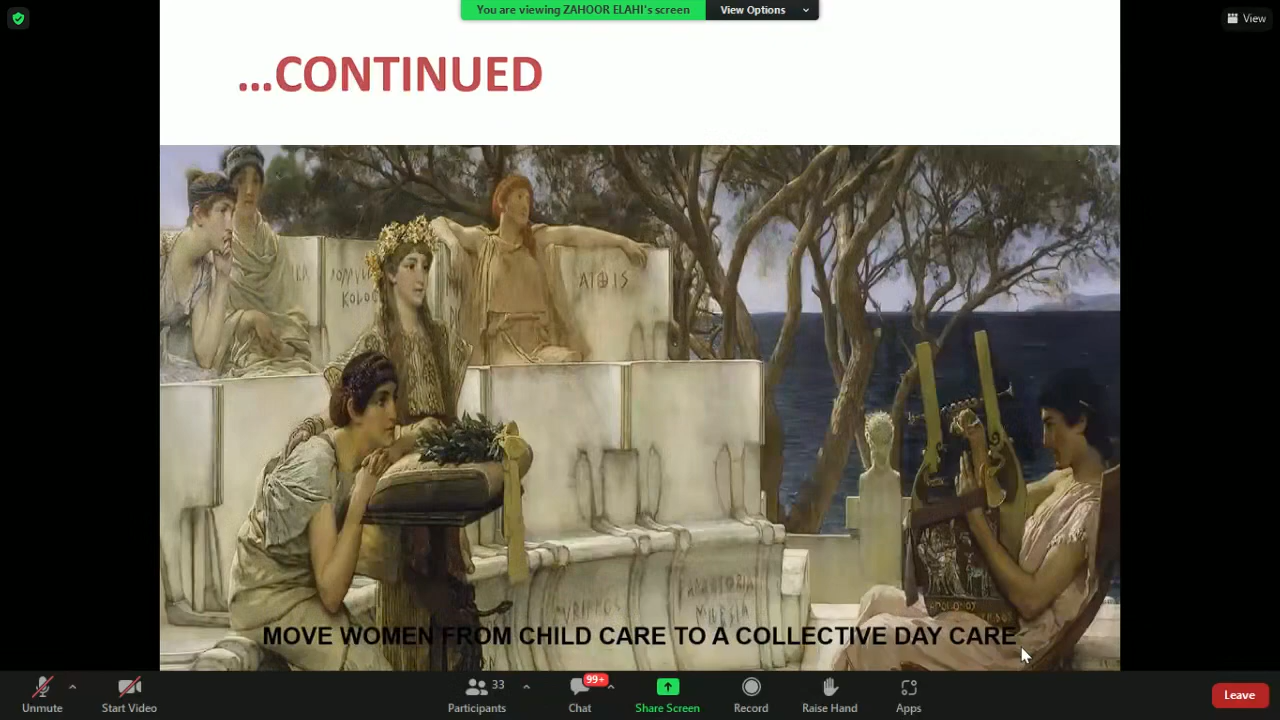 You are viewing ZAHOOR ELAHI's screen
View Options
View
...CONTINUED
MOVE WOMEN FROM CHILD CARE TO A COLLECTIVE DAY CARE
Unmute
Start Video
33
Participants
99+
Chat
Share Screen
Record
Raise Hand
Apps
Leave